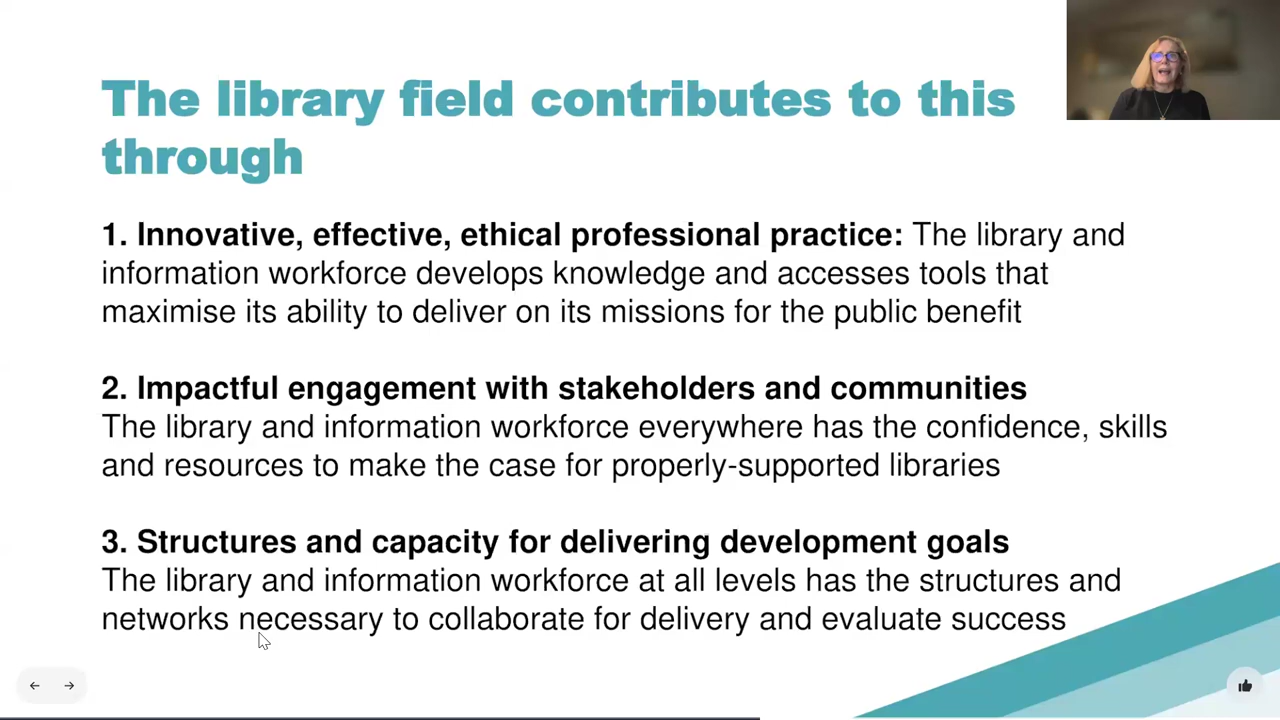 The library field contributes to this
through
1. Innovative, effective, ethical professional practice: The library and
information workforce develops knowledge and accesses tools that
maximise its ability to deliver on its missions for the public benefit
2. Impactful engagement with stakeholders and communities
The library and information workforce everywhere has the confidence, skills
and resources to make the case for properly-supported libraries
3. Structures and capacity for delivering development goals
The library and information workforce at all levels has the structures and
networks necessary to collaborate for delivery and evaluate success